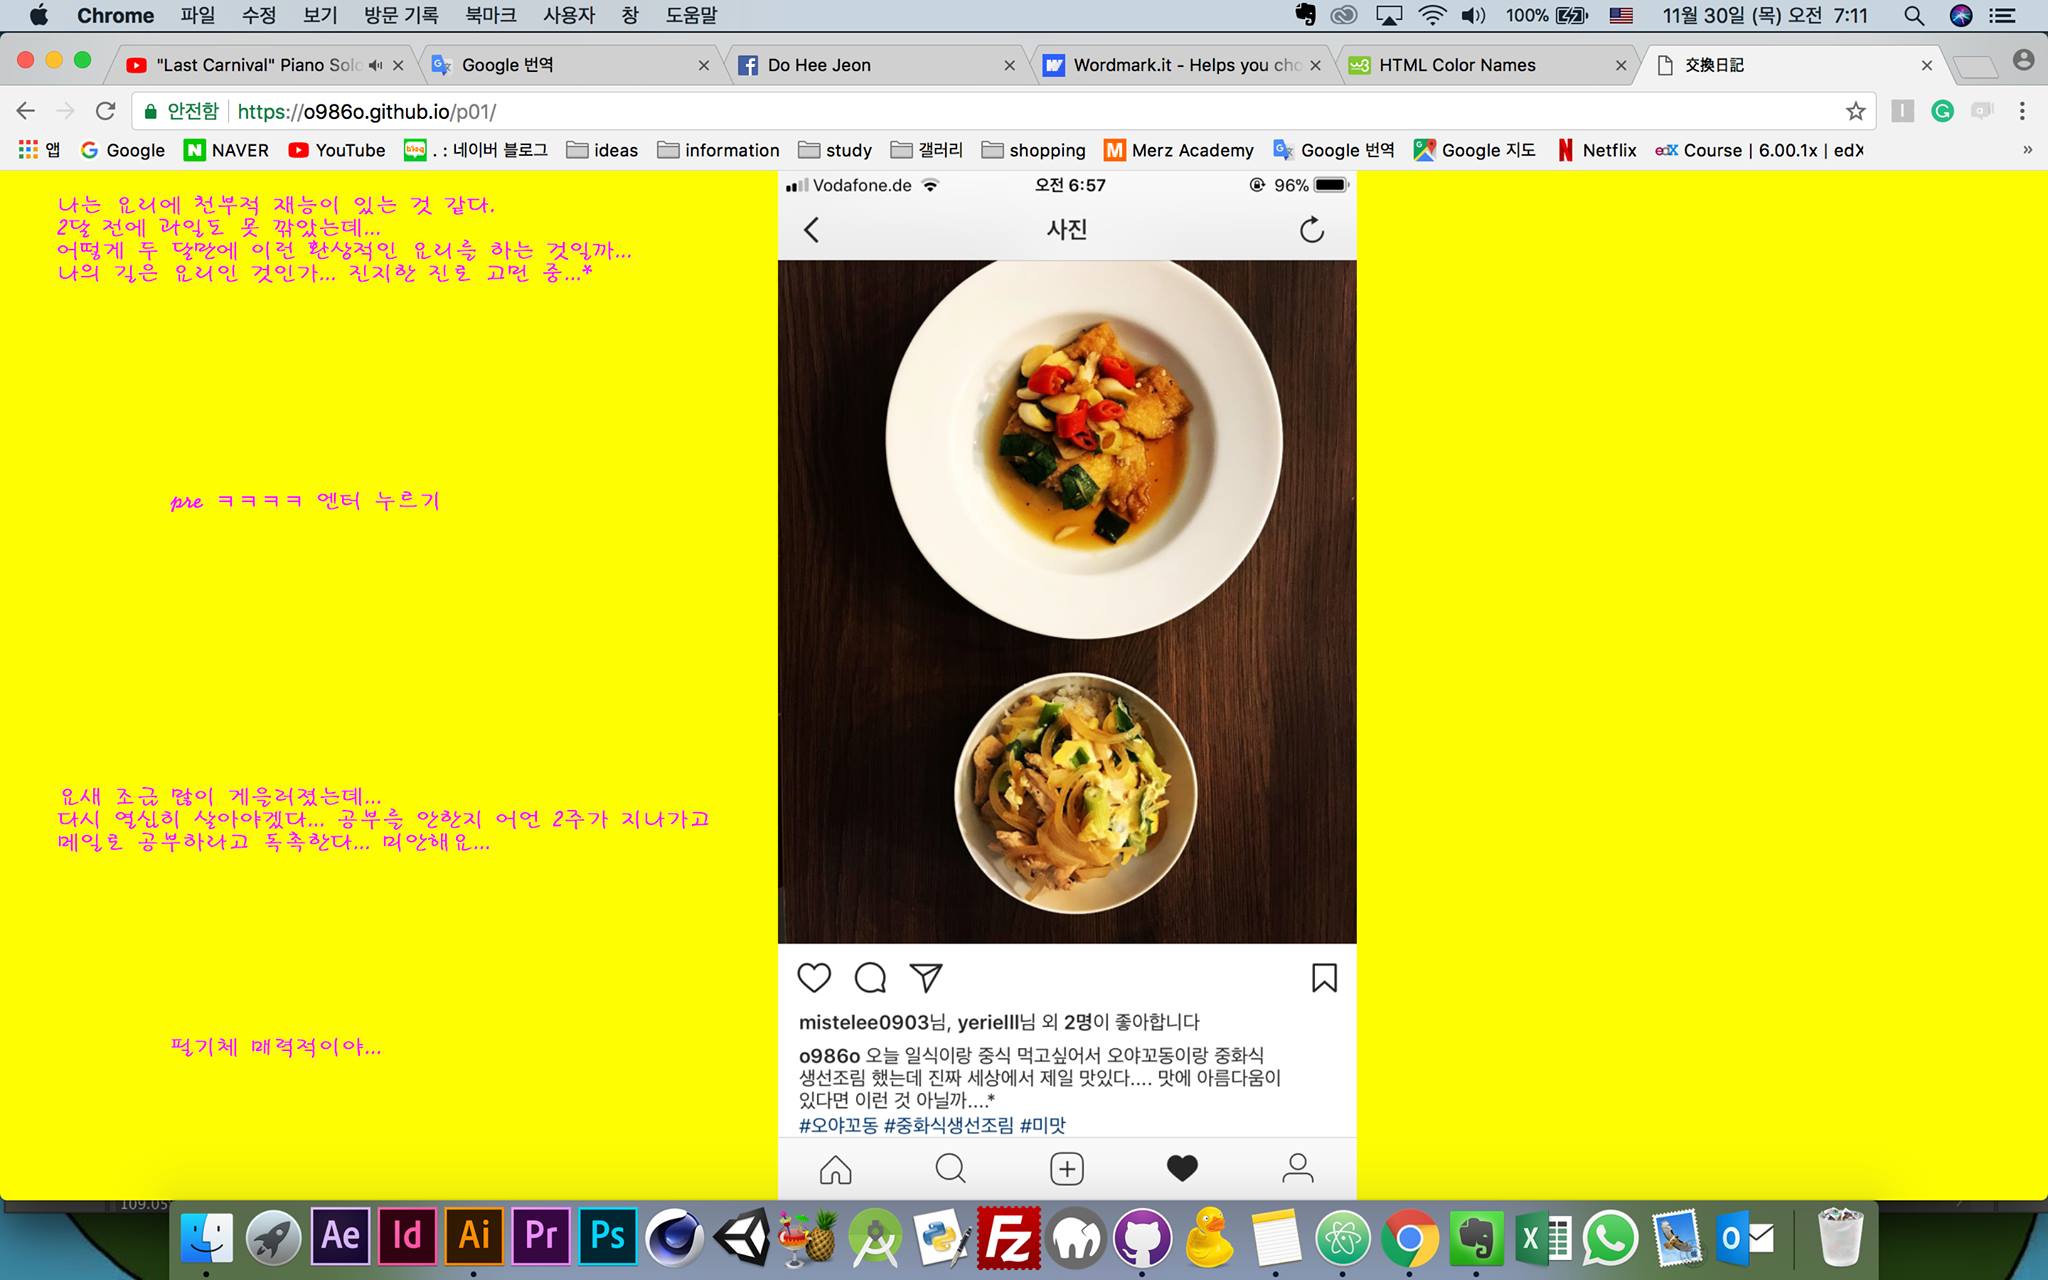 Chrome 파일 수정 보기 방문 기록 북마크 사용자 창 도움말 100% 11월 30일 (목) 오전 7:11
"Last Carnival" Piano Solo Google 번역 Do Hee Jeon Wordmark.it - Helps you cho HTML Color Names 交換日記
안전함 https://o986o.github.io/p01/
앱 Google NAVER YouTube . : 네이버 블로그 ideas information study 갤러리 shopping Merz Academy Google 번역 Google 지도 Netflix edX Course | 6.00.1x | edX »
Vodafone.de 오전 6:57 96%
사진
나는 요리에 천부적 재능이 있는 것 같다.
2달 전에 과일도 못 깎았는데...
어떻게 두 달만에 이런 환상적인 요리를 하는 것일까...
나의 길은 요리인 것인가... 진지한 진로 고민 중...*
pre ㅋㅋㅋㅋ 엔터 누르기
요새 조금 많이 게을러졌는데...
다시 열심히 살아야겠다... 공부를 안한지 어언 2주가 지나가고
메일로 공부하라고 독촉한다... 미안해요...
필기체 매력적이야...
mistelee0903님, yerielll님 외 2명이 좋아합니다
o986o 오늘 일식이랑 중식 먹고싶어서 오야꼬동이랑 중화식
생선조림 했는데 진짜 세상에서 제일 맛있다.... 맛에 아름다움이
있다면 이런 것 아닐까....*
#오야꼬동 #중화식생선조림 #미맛
109.05
Ae Id Ai Pr Ps Fz